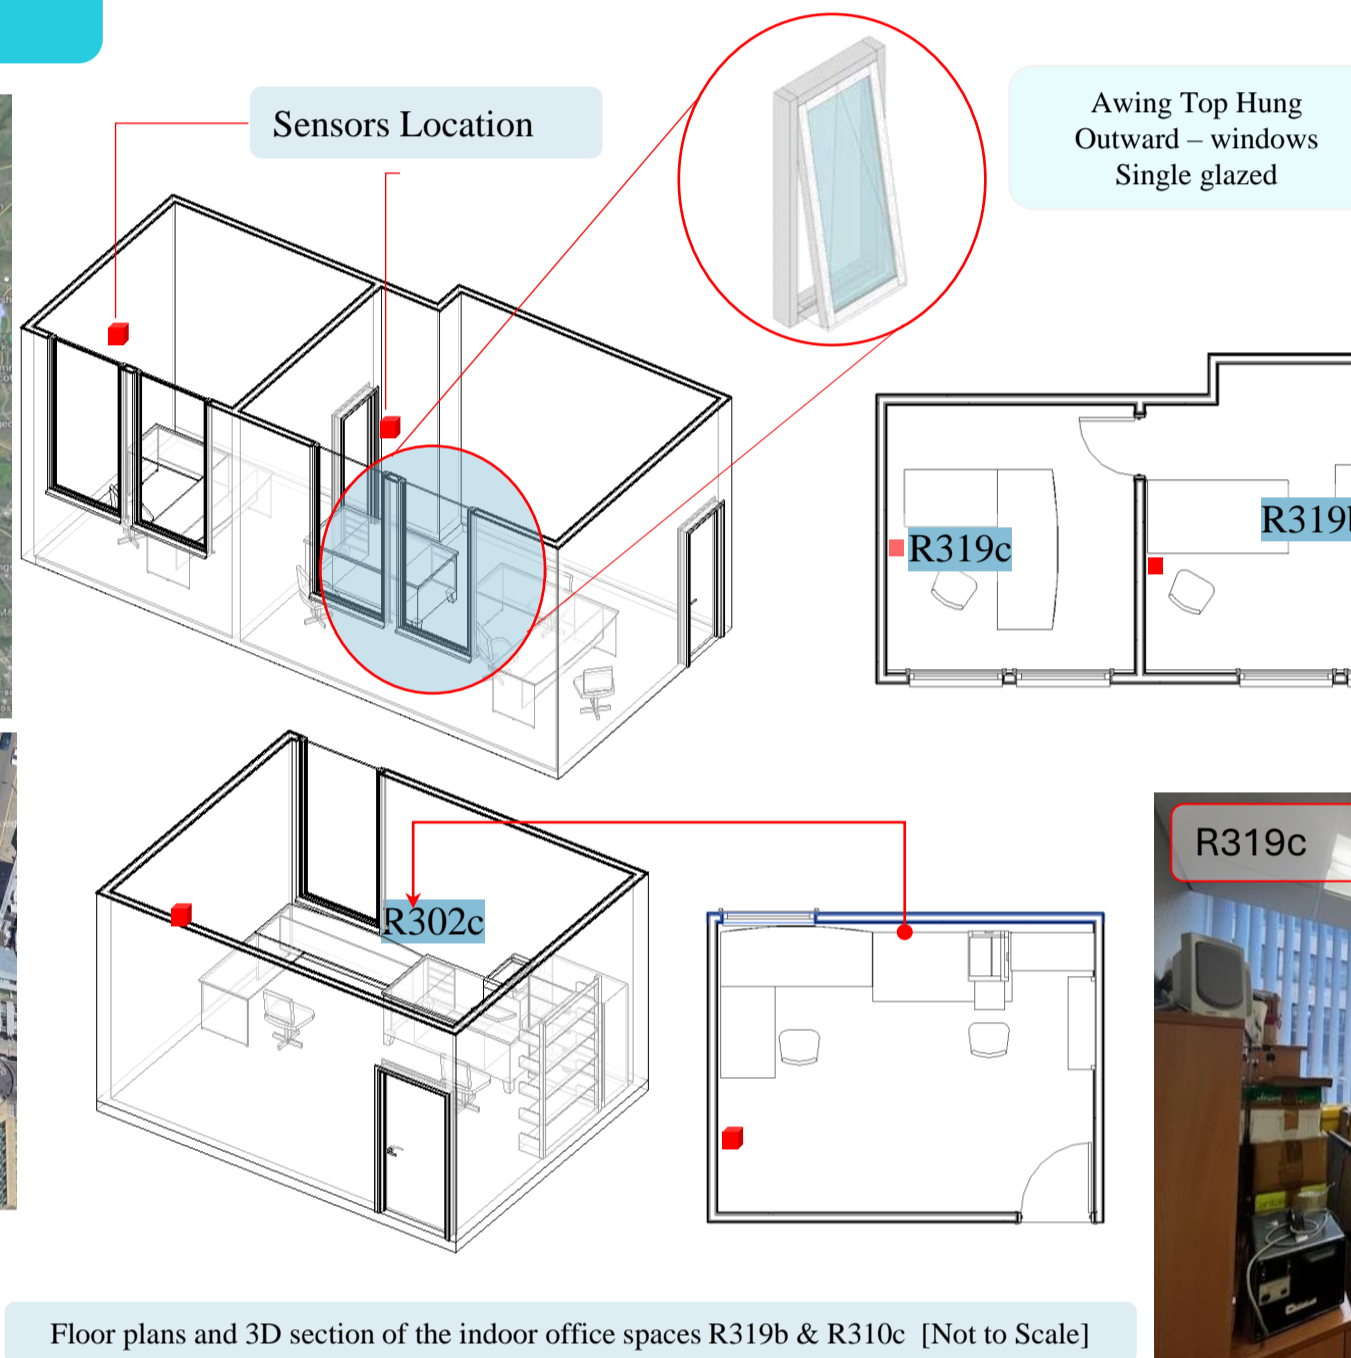 Sensors Location
Awing Top Hung
Outward – windows
Single glazed
R319c
R319b
R302c
R319c
Floor plans and 3D section of the indoor office spaces R319b & R310c [Not to Scale]